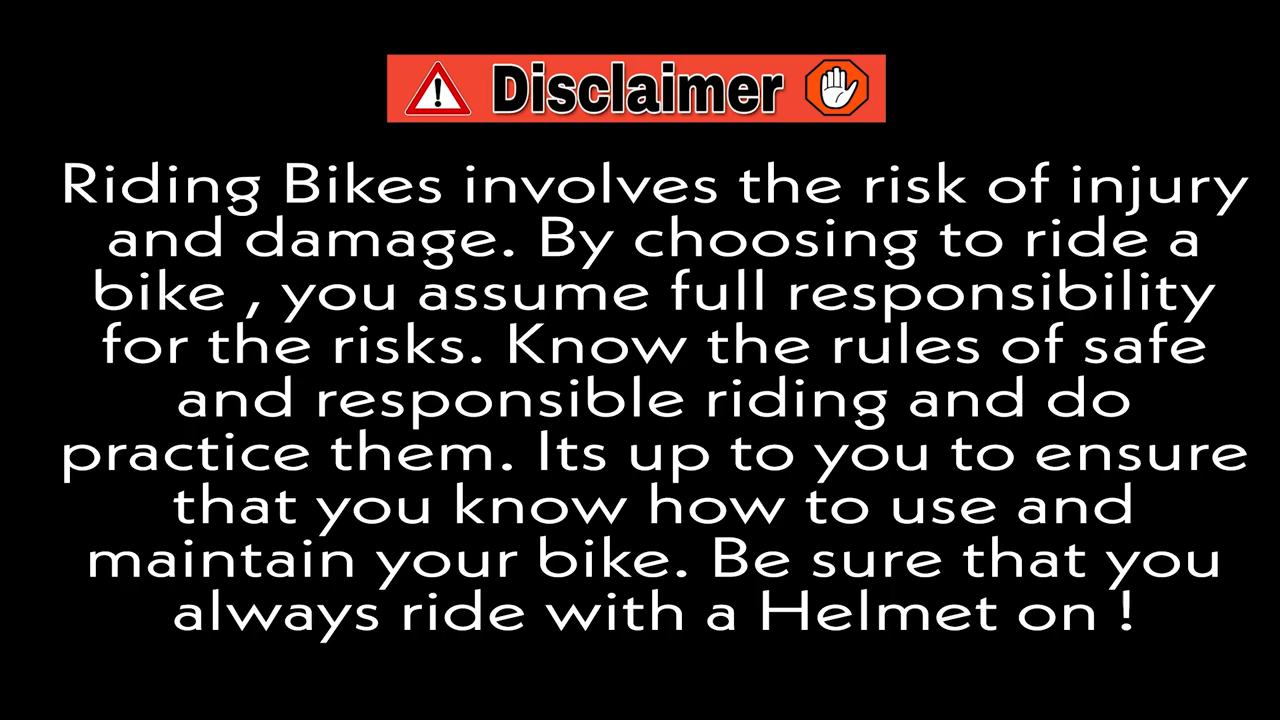 Disclaimer
Riding Bikes involves the risk of injury
and damage. By choosing to ride a
bike , you assume full responsibility
for the risks. Know the rules of safe
and responsible riding and do
practice them. Its up to you to ensure
that you know how to use and
maintain your bike. Be sure that you
always ride with a Helmet on !